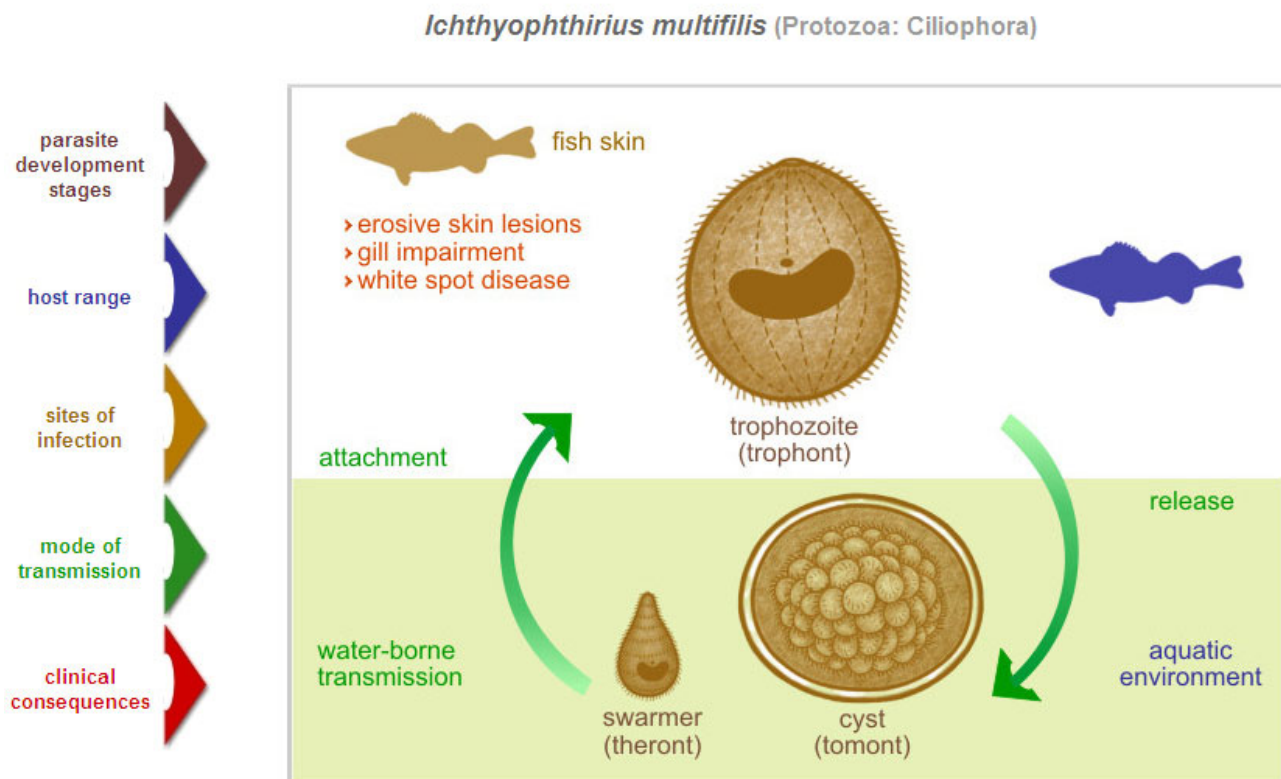 Ichthyophthirius multifilis (Protozoa: Ciliophora)
parasite
development
stages
host range
sites of
infection
mode of
transmission
clinical
consequences
fish skin
› erosive skin lesions
› gill impairment
› white spot disease
trophozoite
(trophont)
attachment
release
water-borne
transmission
aquatic
environment
swarmer
(theront)
cyst
(tomont)